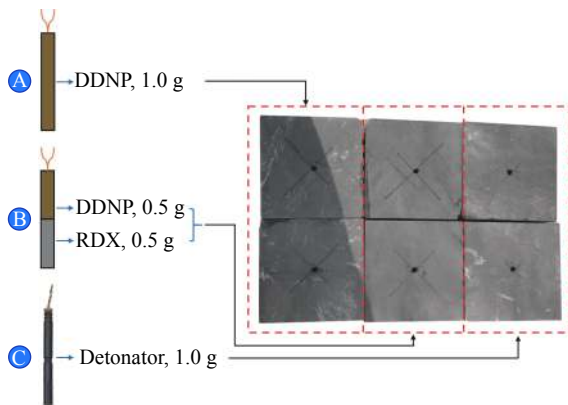 A
DDNP, 1.0 g
B
DDNP, 0.5 g
RDX, 0.5 g
C
Detonator, 1.0 g